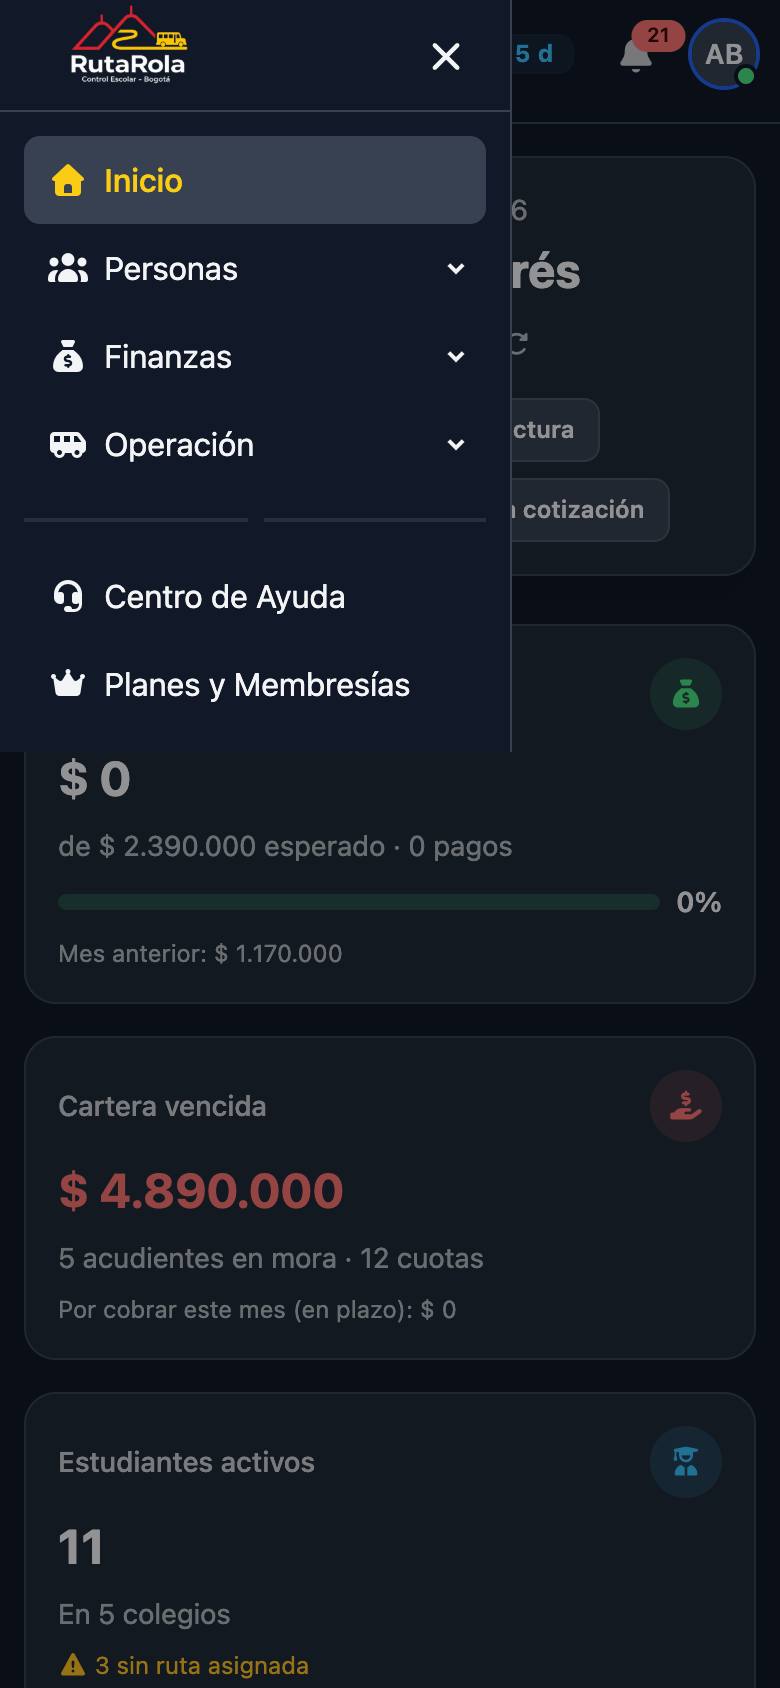 RutaRola
Control Escolar - Bogotá
5 d
21
AB
Inicio
Personas
Finanzas
Operación
Centro de Ayuda
Planes y Membresías
6
rés
ctura
cotización
$ 0
de $ 2.390.000 esperado · 0 pagos
0%
Mes anterior: $ 1.170.000
Cartera vencida
$ 4.890.000
5 acudientes en mora · 12 cuotas
Por cobrar este mes (en plazo): $ 0
Estudiantes activos
11
En 5 colegios
3 sin ruta asignada